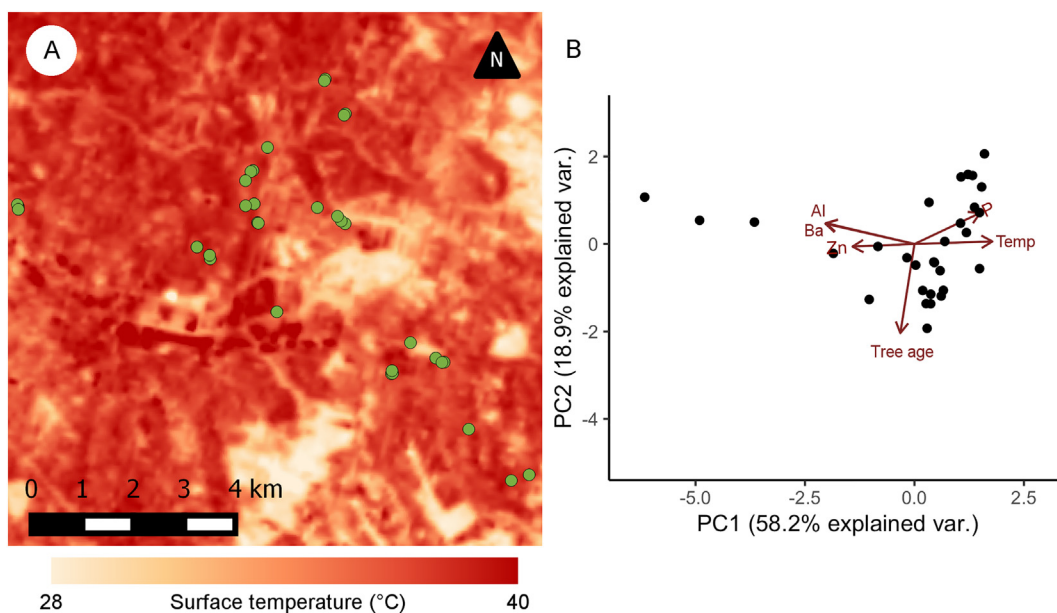 A
N
0 1 2 3 4 km
28 Surface temperature (°C) 40
B
PC2 (18.9% explained var.)
2
0
-2
-4
Al
Ba
Zn
P
Temp
Tree age
-5.0 -2.5 0.0 2.5
PC1 (58.2% explained var.)